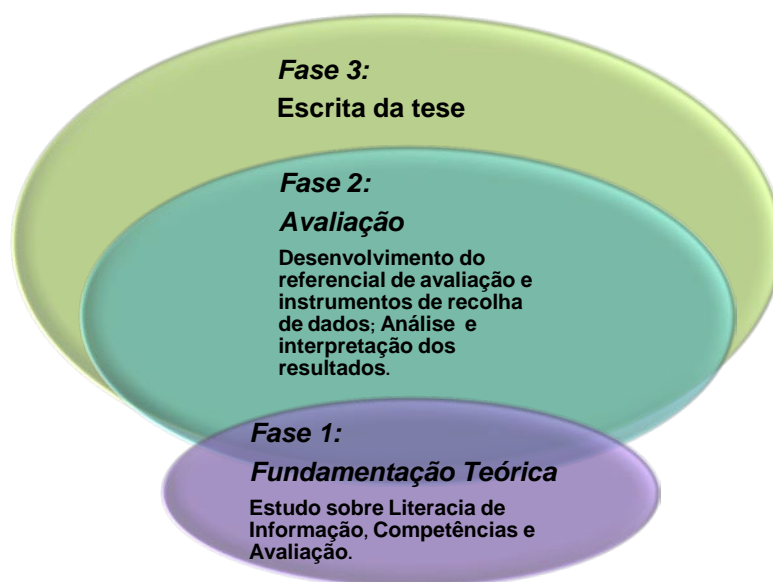 Fase 3:
Escrita da tese
Fase 2:
Avaliação
Desenvolvimento do
referencial de avaliação e
instrumentos de recolha
de dados; Análise e
interpretação dos
resultados.
Fase 1:
Fundamentação Teórica
Estudo sobre Literacia de
Informação, Competências e
Avaliação.